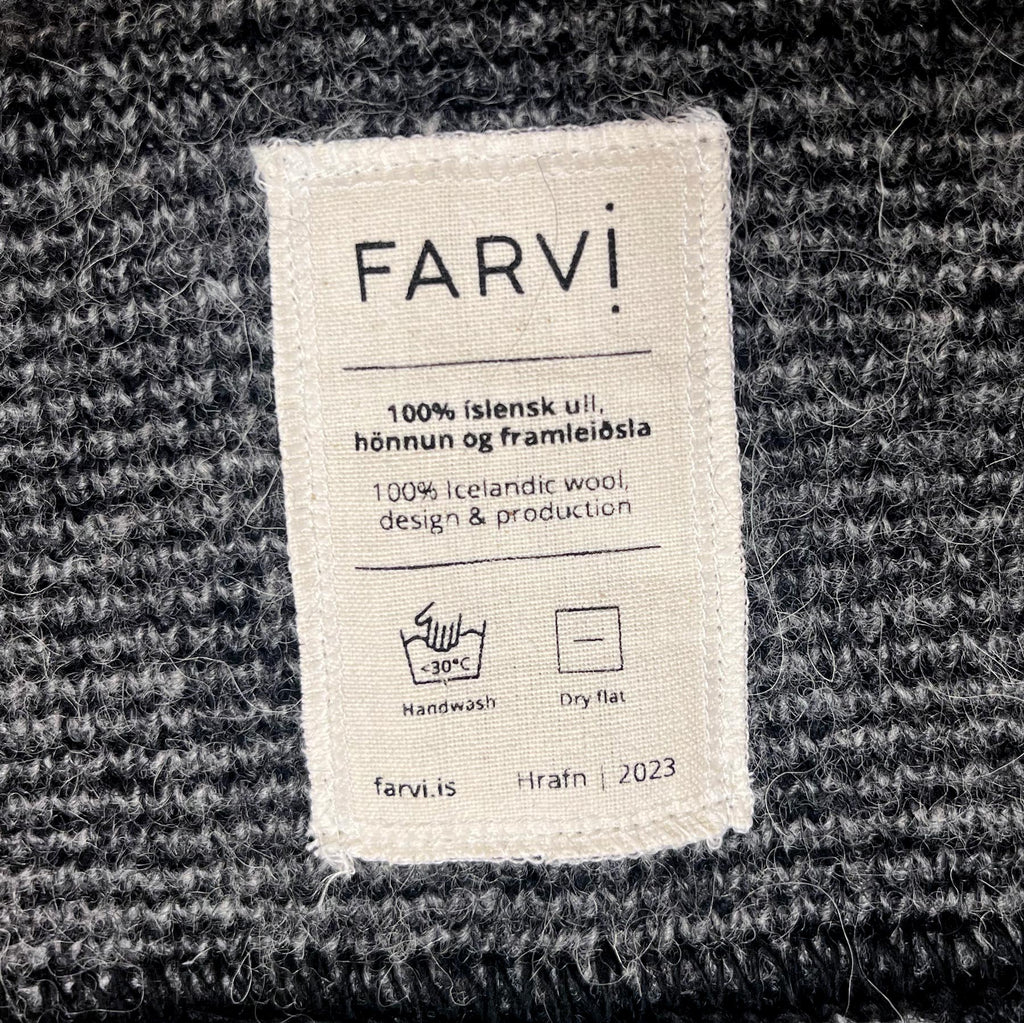 FARVI
100% íslensk ull,
hönnun og framleiðsla
100% Icelandic wool,
design & production
<30°C
Handwash Dry flat
farvi.is Hrafn | 2023